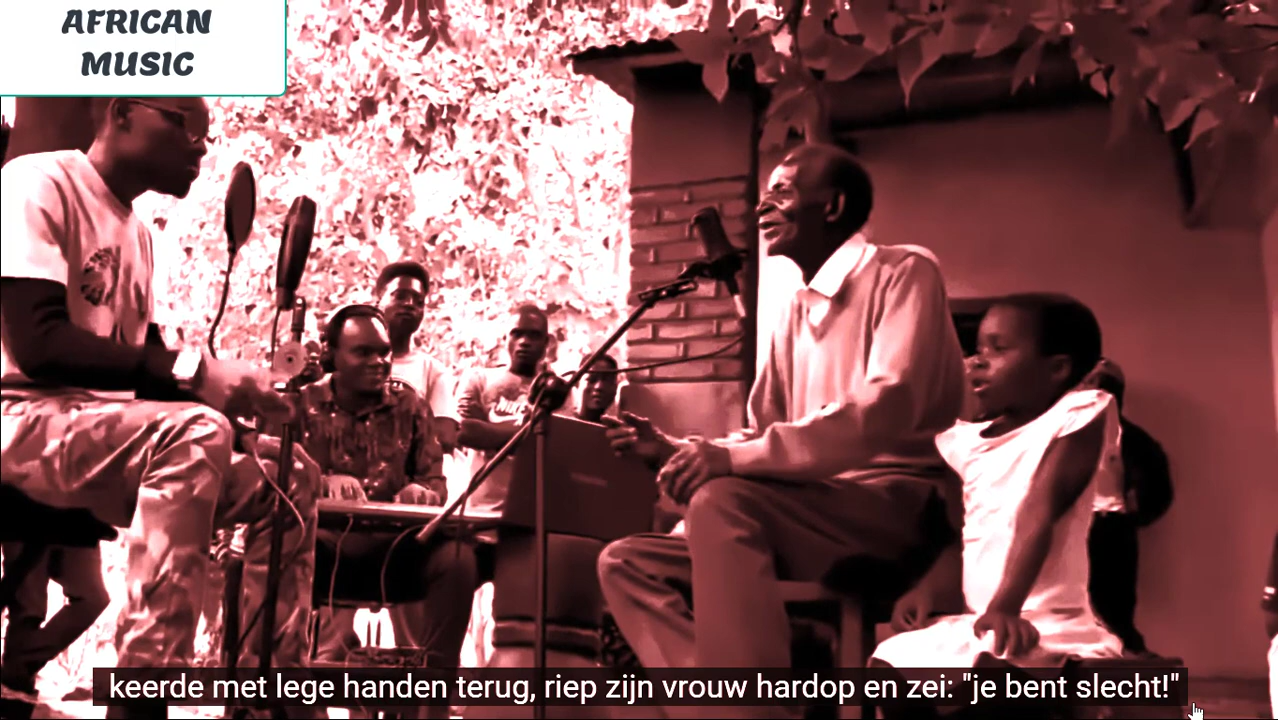 AFRICAN
MUSIC
keerde met lege handen terug, riep zijn vrouw hardop en zei: "je bent slecht!"